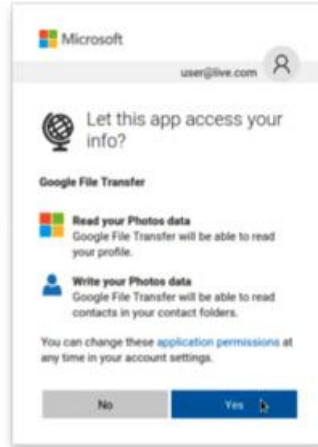 Microsoft
user@live.com
Let this app access your
info?
Google File Transfer
Read your Photos data
Google File Transfer will be able to read
your profile.
Write your Photos data
Google File Transfer will be able to read
contacts in your contact folders.
You can change these application permissions at
any time in your account settings.
No
Yes